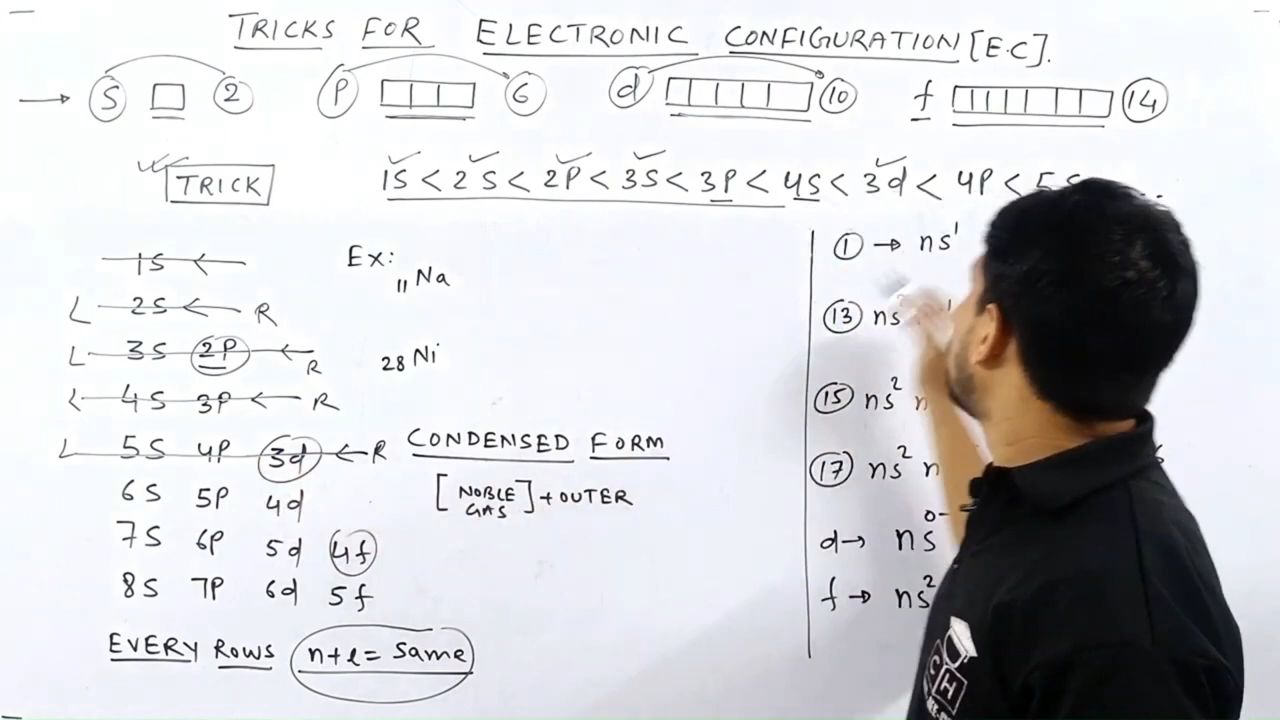 TRICKS FOR ELECTRONIC CONFIGURATION [E.C].
→ S 2 P 6 d 10 f 14
TRICK
1S < 2S < 2P < 3S < 3P < 4S < 3d < 4P < 5S
1S
L 2S R
L 3S 2P R
L 4S 3P R
L 5S 4P 3d R
6S 5P 4d
7S 6P 5d 4f
8S 7P 6d 5f
EVERY ROWS n+l = same
Ex: 11Na
28Ni
CONDENSED FORM
[NOBLE GAS] + OUTER
① → ns¹
⑬ ns²
⑮ ns² n
⑰ ns² n
d → ns⁰⁻
f → ns²
CH